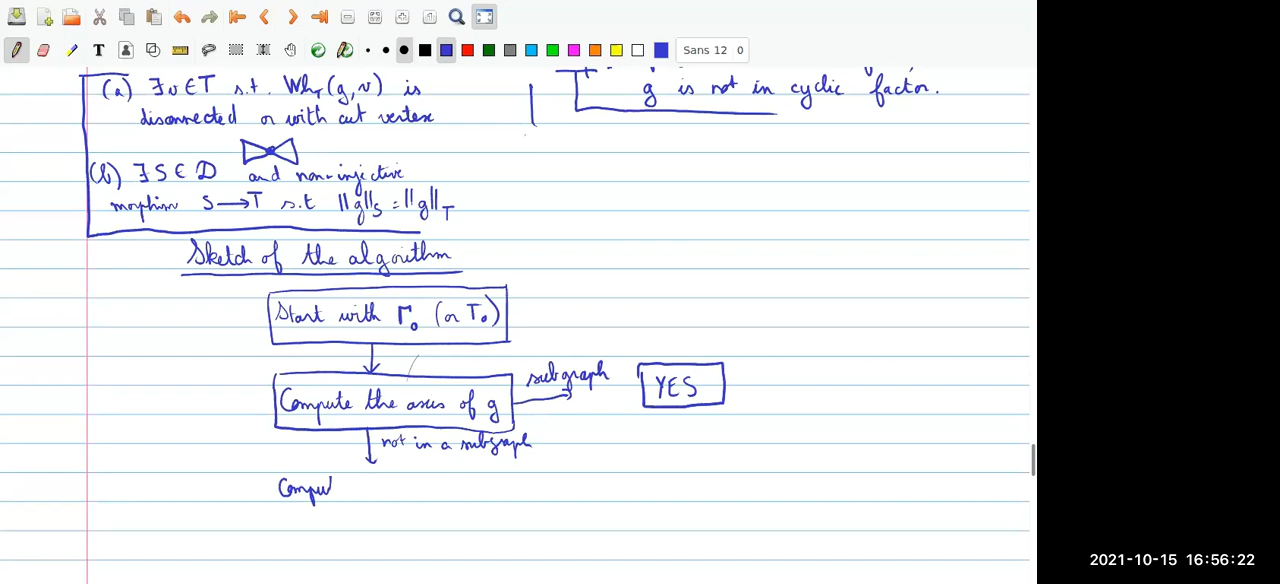 Sans 12 0
(a) ∃ v ∈ T s.t. Wh_T(g,v) is
disconnected or with cut vertex
(b) ∃ S ∈ D and non-injective
morphism S ⟶ T s.t ||g||_S = ||g||_T
g is not in cyclic factor.
Sketch of the algorithm
Start with Γ₀ (or T₀)
Compute the axes of g
subgraph
YES
not in a subgraph
Comput
2021-10-15 16:56:22